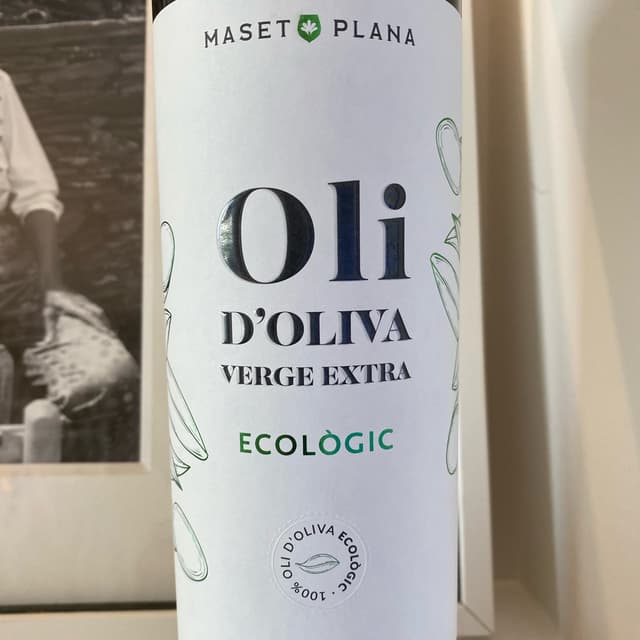 MASET PLANA
Oli
D'OLIVA
VERGE EXTRA
ECOLÒGIC
100% OLI D'OLIVA ECOLÒGIC ·